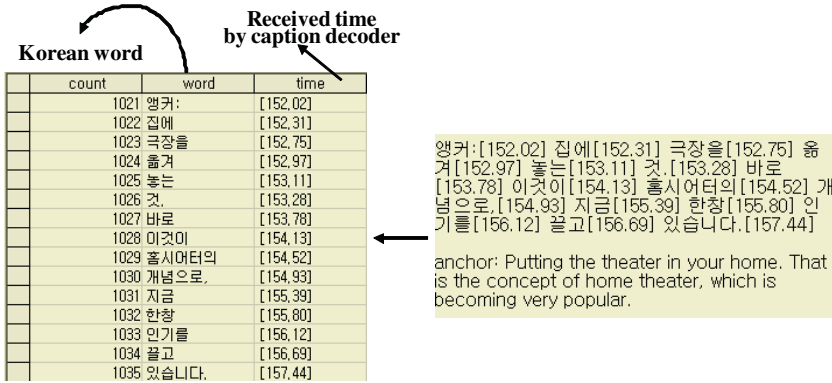 Received time
by caption decoder
Korean word
count word time
1021 앵커: [152,02]
1022 집에 [152,31]
1023 극장을 [152,75]
1024 옮겨 [152,97]
1025 놓는 [153,11]
1026 것. [153,28]
1027 바로 [153,78]
1028 이것이 [154,13]
1029 홈시어터의 [154,52]
1030 개념으로, [154,93]
1031 지금 [155,39]
1032 한창 [155,80]
1033 인기를 [156,12]
1034 끌고 [156,69]
1035 있습니다. [157,44]
앵커:[152.02] 집에[152.31] 극장을[152.75] 옮
겨[152.97] 놓는[153.11] 것.[153.28] 바로
[153.78] 이것이[154.13] 홈시어터의[154.52] 개
념으로,[154.93] 지금[155.39] 한창[155.80] 인
기를[156.12] 끌고[156.69] 있습니다.[157.44]
anchor: Putting the theater in your home. That
is the concept of home theater, which is
becoming very popular.